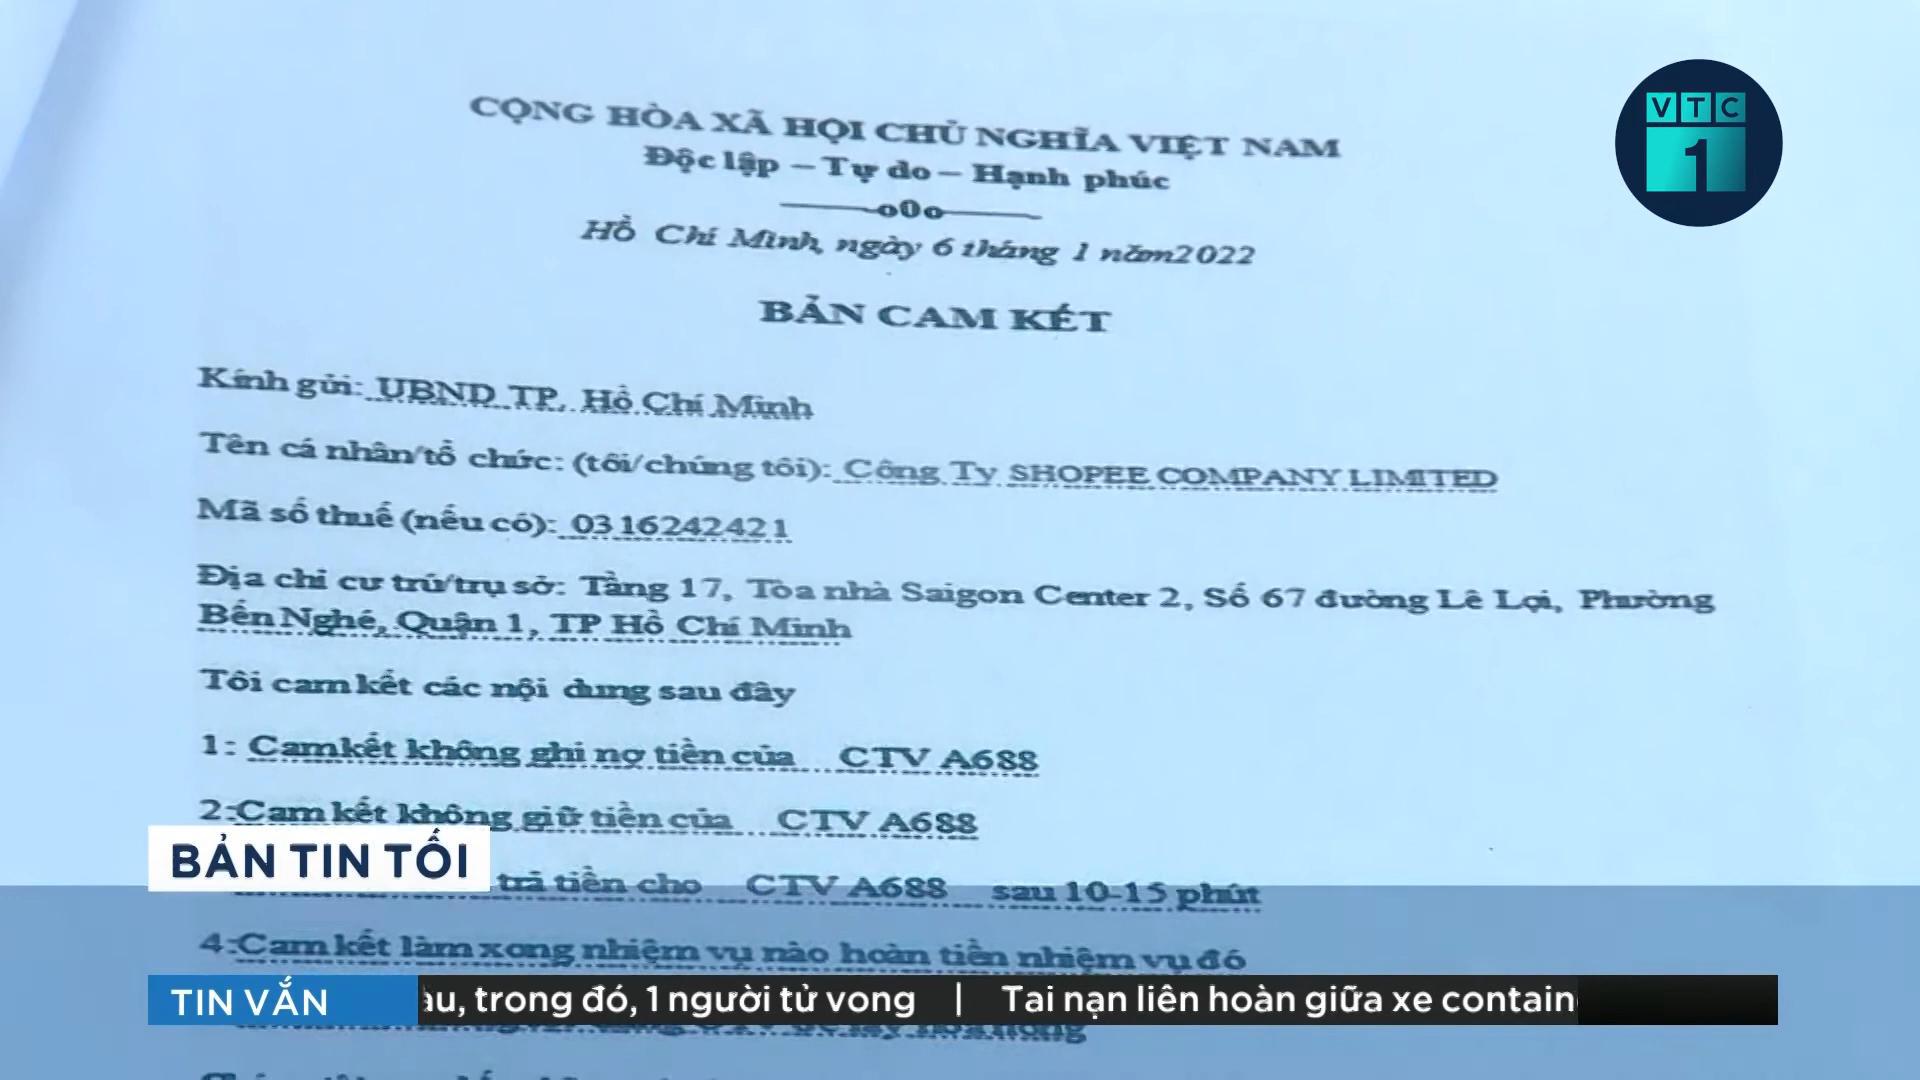 CỘNG HÒA XÃ HỘI CHỦ NGHĨA VIỆT NAM
Độc lập – Tự do – Hạnh phúc
o0o
Hồ Chí Minh, ngày 6 tháng 1 năm2022
BẢN CAM KẾT
VTC
1
Kính gửi: UBND TP. Hồ Chí Minh
Tên cá nhân/tổ chức: (tôi/chúng tôi): Công Ty SHOPEE COMPANY LIMITED
Mã số thuế (nếu có): 0316242421
Địa chỉ cư trú/trụ sở: Tầng 17, Tòa nhà Saigon Center 2, Số 67 đường Lê Lợi, Phường
Bến Nghé, Quận 1, TP Hồ Chí Minh
Tôi cam kết các nội dung sau đây
1: Cam kết không ghi nợ tiền của CTV A688
2:Cam kết không giữ tiền của CTV A688
trả tiền cho CTV A688 sau 10-15 phút
4:Cam kết làm xong nhiệm vụ nào hoàn tiền nhiệm vụ đó
BẢN TIN TỐI
TIN VẮN
trong đó, 1 người tử vong | Tai nạn liên hoàn giữa xe contain